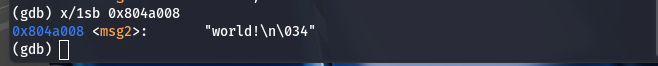 (gdb) x/1sb 0x804a008
0x804a008 <msg2>:       "world!\n\034"
(gdb)